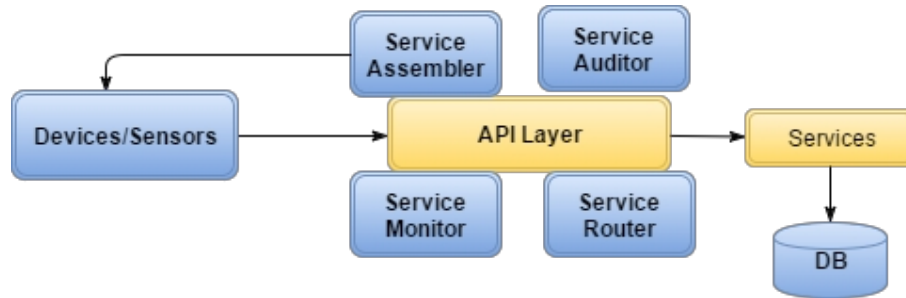 Service
Assembler
Service
Auditor
Devices/Sensors
API Layer
Services
Service
Monitor
Service
Router
DB